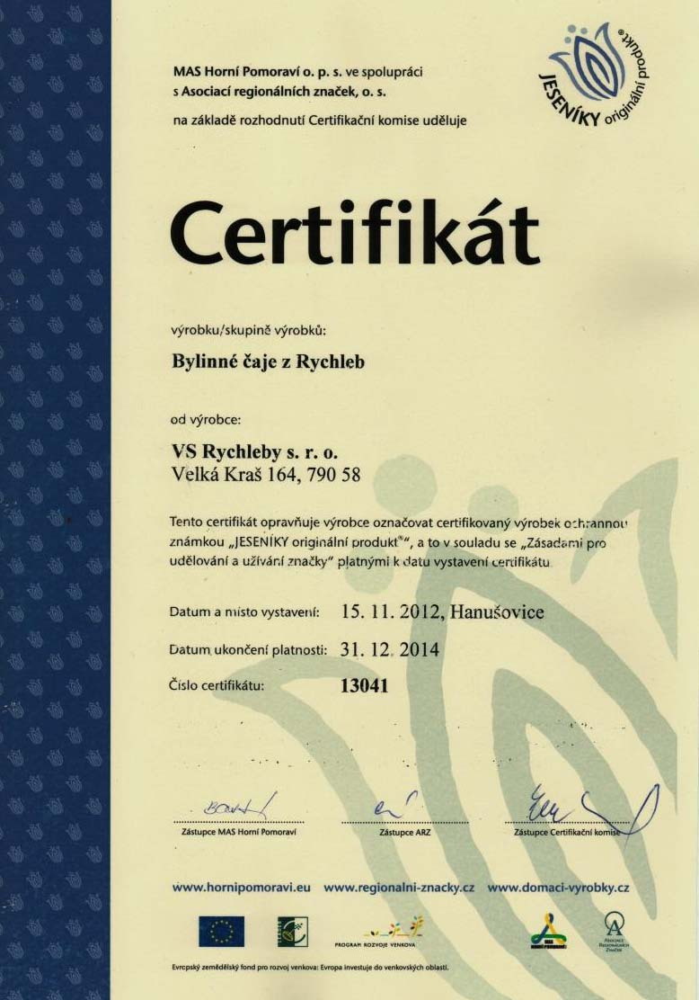 MAS Horní Pomoraví o. p. s. ve spolupráci
s Asociací regionálních značek, o. s.
na základě rozhodnutí Certifikační komise uděluje
JESENÍKY originální produkt®
Certifikát
výrobku/skupině výrobků:
Bylinné čaje z Rychleb
od výrobce:
VS Rychleby s. r. o.
Velká Kraš 164, 790 58
Tento certifikát opravňuje výrobce označovat certifikovaný výrobek ochrannou
známkou „JESENÍKY originální produkt®“, a to v souladu se „Zásadami pro
udělování a užívání značky“ platnými k datu vystavení certifikátu.
Datum a místo vystavení: 15. 11. 2012, Hanušovice
Datum ukončení platnosti: 31. 12. 2014
Číslo certifikátu: 13041
Zástupce MAS Horní Pomoraví
Zástupce ARZ
Zástupce Certifikační komise
www.hornipomoravi.eu www.regionalni-znacky.cz www.domaci-vyrobky.cz
PROGRAM ROZVOJE VENKOVA
MAS
HORNÍ POMORAVÍ
ASOCIACE
REGIONÁLNÍCH
ZNAČEK
Evropský zemědělský fond pro rozvoj venkova: Evropa investuje do venkovských oblastí.